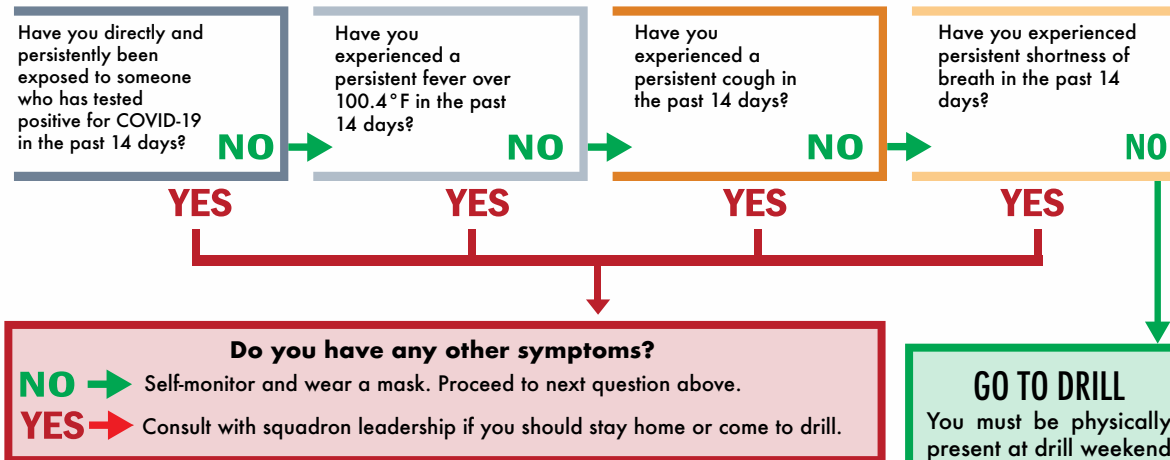 Have you directly and
persistently been
exposed to someone
who has tested
positive for COVID-19
in the past 14 days?
NO
YES
Have you
experienced a
persistent fever over
100.4°F in the past
14 days?
NO
YES
Have you
experienced a
persistent cough in
the past 14 days?
NO
YES
Have you experienced
persistent shortness of
breath in the past 14
days?
NO
YES
Do you have any other symptoms?
NO Self-monitor and wear a mask. Proceed to next question above.
YES Consult with squadron leadership if you should stay home or come to drill.
GO TO DRILL
You must be physically
present at drill weekend